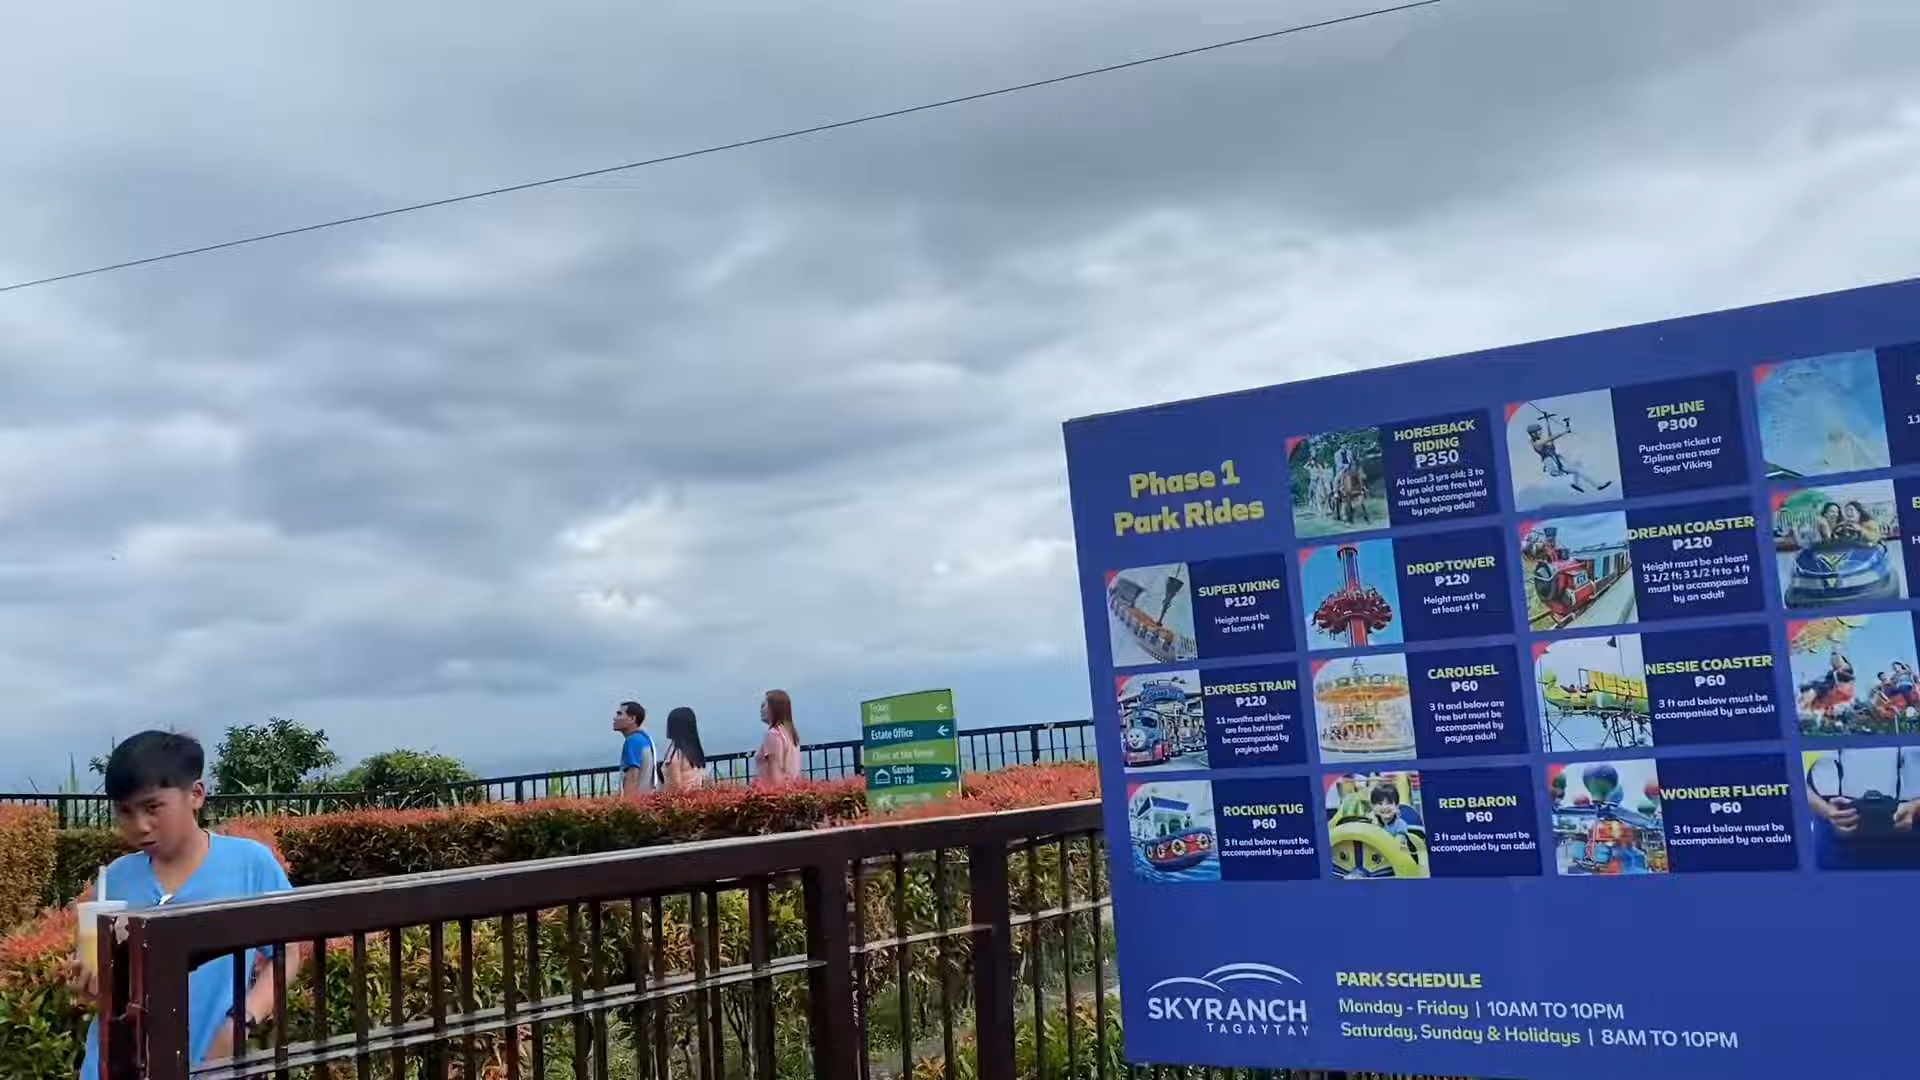 Phase 1
Park Rides
HORSEBACK
RIDING
₱350
At least 3 yrs old; 3 to
4 yrs old are free but
must be accompanied
by paying adult
ZIPLINE
₱300
Purchase ticket at
Zipline area near
Super Viking
SUPER VIKING
₱120
Height must be
at least 4 ft
DROP TOWER
₱120
Height must be
at least 4 ft
DREAM COASTER
₱120
Height must be at least
3 1/2 ft; 3 1/2 ft to 4 ft
must be accompanied
by an adult
EXPRESS TRAIN
₱120
11 months and below
are free but must
be accompanied by
paying adult
CAROUSEL
₱60
3 ft and below are
free but must be
accompanied by
paying adult
NESSIE COASTER
₱60
3 ft and below must be
accompanied by an adult
ROCKING TUG
₱60
3 ft and below must be
accompanied by an adult
RED BARON
₱60
3 ft and below must be
accompanied by an adult
WONDER FLIGHT
₱60
3 ft and below must be
accompanied by an adult
SKYRANCH
TAGAYTAY
PARK SCHEDULE
Monday - Friday | 10AM TO 10PM
Saturday, Sunday & Holidays | 8AM TO 10PM
Ticket
Booth
Estate Office
Gazebo
11 - 20